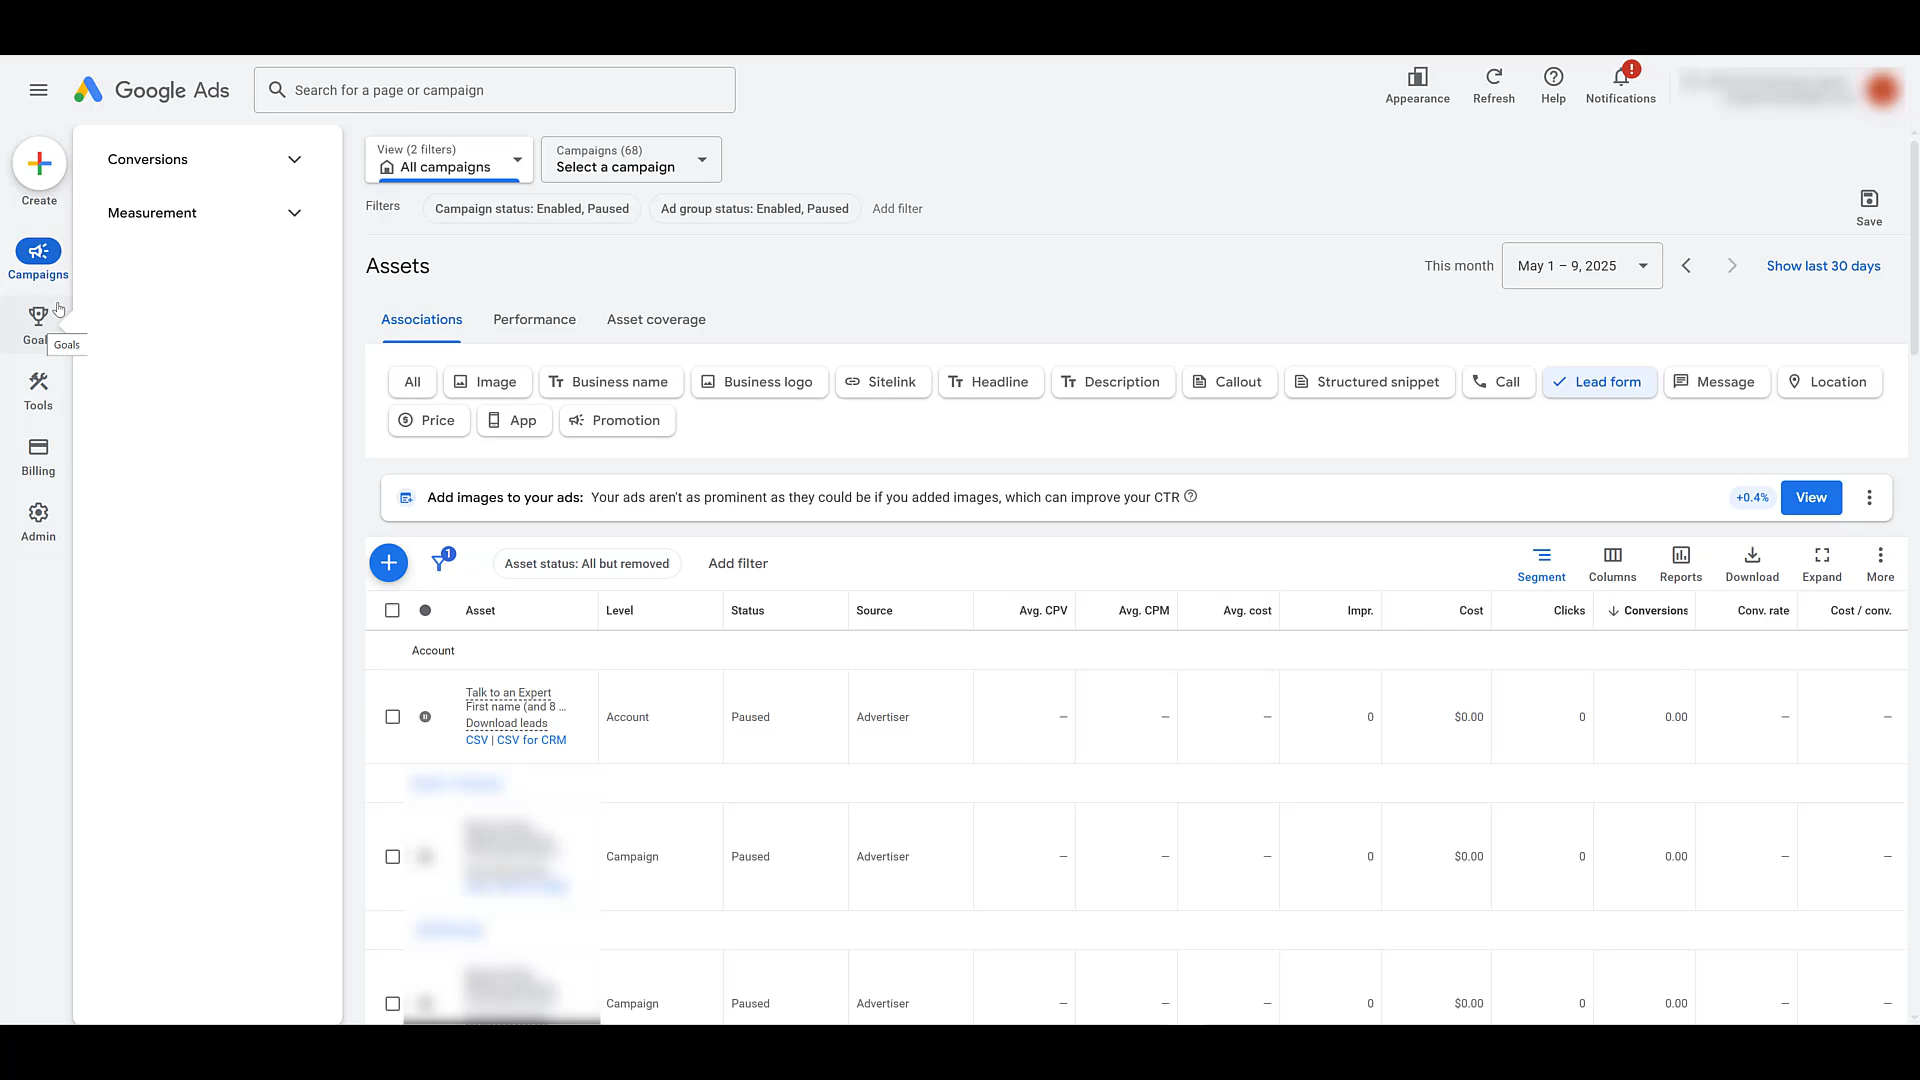 Google Ads
Search for a page or campaign
Appearance
Refresh
Help
!
Notifications
Create
Campaigns
Goal
Goals
Tools
Billing
Admin
Conversions
Measurement
View (2 filters)
All campaigns
Campaigns (68)
Select a campaign
Filters
Campaign status: Enabled, Paused
Ad group status: Enabled, Paused
Add filter
Save
Assets
This month
May 1 – 9, 2025
Show last 30 days
Associations
Performance
Asset coverage
All
Image
Business name
Business logo
Sitelink
Headline
Description
Callout
Structured snippet
Call
Lead form
Message
Location
Price
App
Promotion
Add images to your ads: Your ads aren't as prominent as they could be if you added images, which can improve your CTR
+0.4%
View
1
Asset status: All but removed
Add filter
Segment
Columns
Reports
Download
Expand
More
Asset Level Status Source Avg. CPV Avg. CPM Avg. cost Impr. Cost Clicks Conversions Conv. rate Cost / conv.
Account
Talk to an Expert
First name (and 8 ...
Download leads
CSV | CSV for CRM
Account Paused Advertiser – – – 0 $0.00 0 0.00 – –
Campaign Paused Advertiser – – – 0 $0.00 0 0.00 – –
Campaign Paused Advertiser – – – 0 $0.00 0 0.00 – –